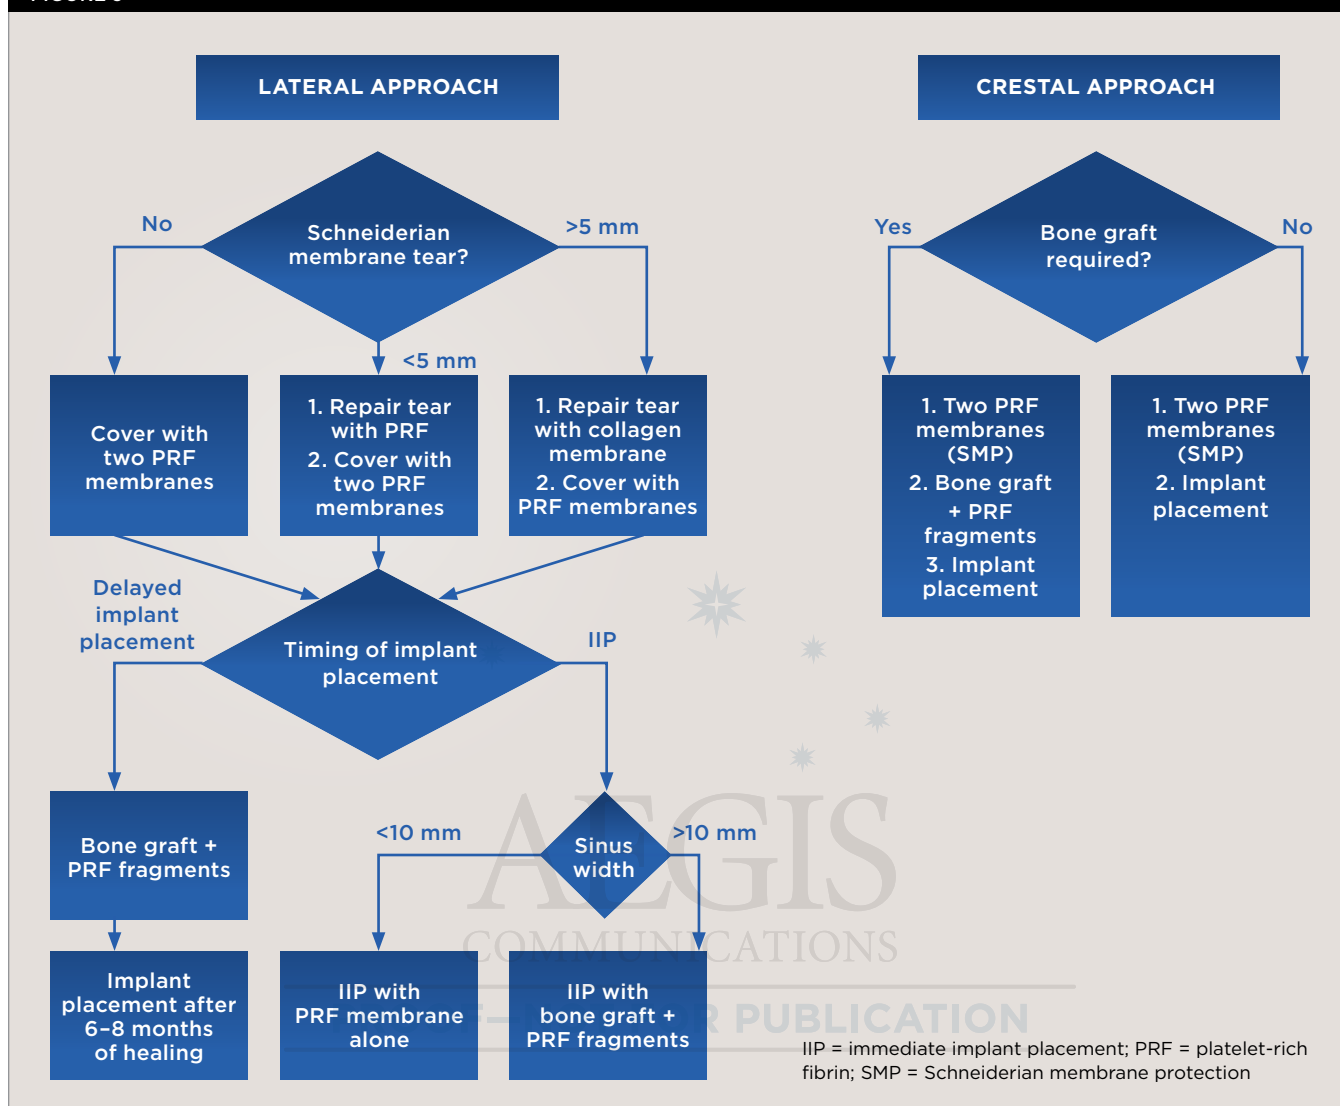 LATERAL APPROACH
CRESTAL APPROACH
No
Schneiderian
membrane tear?
>5 mm
<5 mm
Yes
Bone graft
required?
No
Cover with
two PRF
membranes
1. Repair tear
with PRF
2. Cover with
two PRF
membranes
1. Repair tear
with collagen
membrane
2. Cover with
PRF membranes
1. Two PRF
membranes
(SMP)
2. Bone graft
+ PRF
fragments
3. Implant
placement
1. Two PRF
membranes
(SMP)
2. Implant
placement
Delayed
implant
placement
Timing of implant
placement
IIP
Bone graft +
PRF fragments
<10 mm
Sinus
width
>10 mm
Implant
placement after
6–8 months
of healing
IIP with
PRF membrane
alone
IIP with
bone graft +
PRF fragments
AEGIS
COMMUNICATIONS
PUBLICATION
IIP = immediate implant placement; PRF = platelet-rich
fibrin; SMP = Schneiderian membrane protection